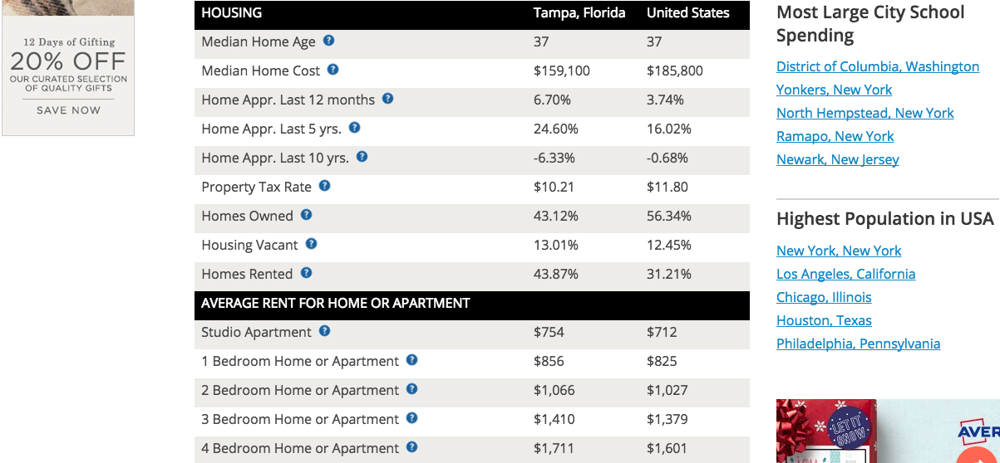 12 Days of Gifting
20% OFF
OUR CURATED SELECTION
OF QUALITY GIFTS
SAVE NOW
HOUSING Tampa, Florida United States
Median Home Age ? 37 37
Median Home Cost ? $159,100 $185,800
Home Appr. Last 12 months ? 6.70% 3.74%
Home Appr. Last 5 yrs. ? 24.60% 16.02%
Home Appr. Last 10 yrs. ? -6.33% -0.68%
Property Tax Rate ? $10.21 $11.80
Homes Owned ? 43.12% 56.34%
Housing Vacant ? 13.01% 12.45%
Homes Rented ? 43.87% 31.21%
AVERAGE RENT FOR HOME OR APARTMENT
Studio Apartment ? $754 $712
1 Bedroom Home or Apartment ? $856 $825
2 Bedroom Home or Apartment ? $1,066 $1,027
3 Bedroom Home or Apartment ? $1,410 $1,379
4 Bedroom Home or Apartment ? $1,711 $1,601
Most Large City School
Spending
District of Columbia, Washington
Yonkers, New York
North Hempstead, New York
Ramapo, New York
Newark, New Jersey
Highest Population in USA
New York, New York
Los Angeles, California
Chicago, Illinois
Houston, Texas
Philadelphia, Pennsylvania
LET IT
SNOW
AVER